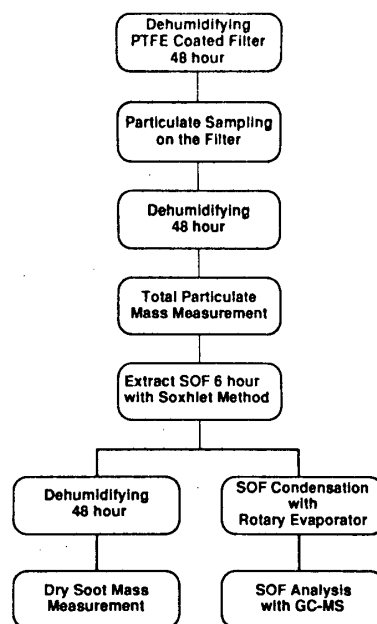 Dehumidifying
PTFE Coated Filter
48 hour
Particulate Sampling
on the Filter
Dehumidifying
48 hour
Total Particulate
Mass Measurement
Extract SOF 6 hour
with Soxhlet Method
Dehumidifying
48 hour
SOF Condensation
with
Rotary Evaporator
Dry Soot Mass
Measurement
SOF Analysis
with GC-MS